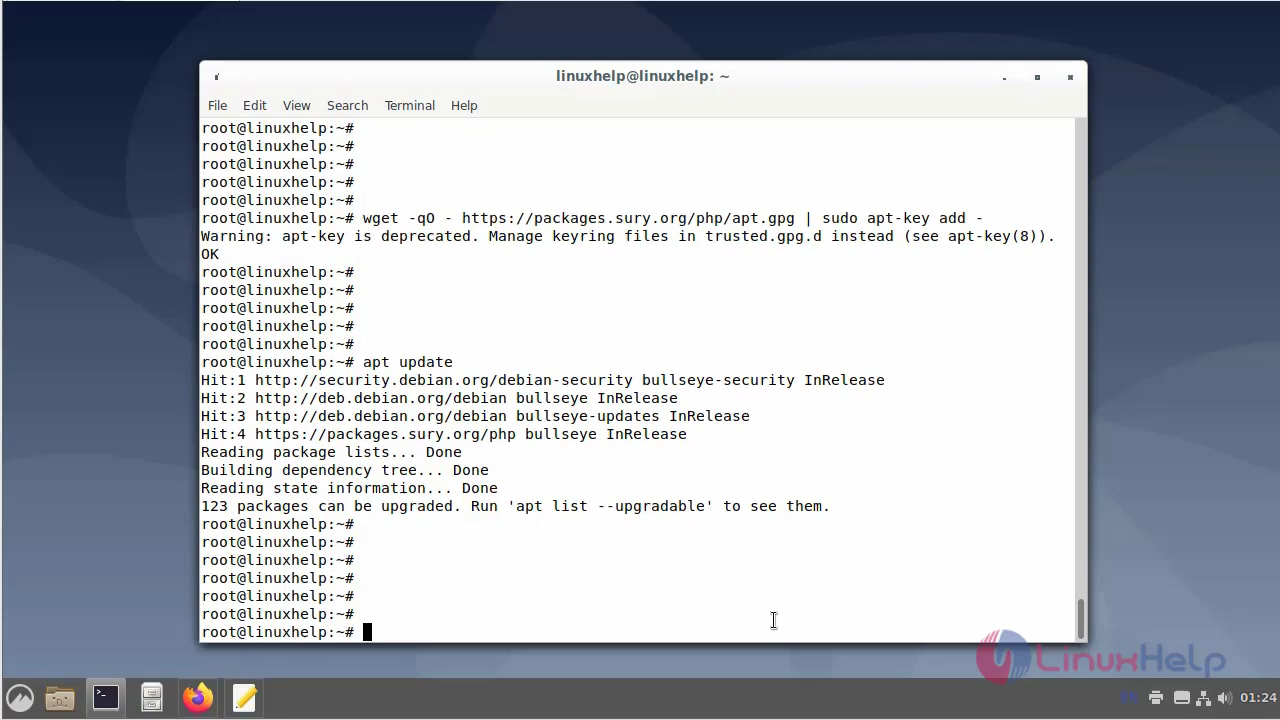 linuxhelp@linuxhelp: ~
File Edit View Search Terminal Help
root@linuxhelp:~#
root@linuxhelp:~#
root@linuxhelp:~#
root@linuxhelp:~#
root@linuxhelp:~#
root@linuxhelp:~# wget -qO - https://packages.sury.org/php/apt.gpg | sudo apt-key add -
Warning: apt-key is deprecated. Manage keyring files in trusted.gpg.d instead (see apt-key(8)).
OK
root@linuxhelp:~#
root@linuxhelp:~#
root@linuxhelp:~#
root@linuxhelp:~#
root@linuxhelp:~#
root@linuxhelp:~# apt update
Hit:1 http://security.debian.org/debian-security bullseye-security InRelease
Hit:2 http://deb.debian.org/debian bullseye InRelease
Hit:3 http://deb.debian.org/debian bullseye-updates InRelease
Hit:4 https://packages.sury.org/php bullseye InRelease
Reading package lists... Done
Building dependency tree... Done
Reading state information... Done
123 packages can be upgraded. Run 'apt list --upgradable' to see them.
root@linuxhelp:~#
root@linuxhelp:~#
root@linuxhelp:~#
root@linuxhelp:~#
root@linuxhelp:~#
root@linuxhelp:~#
root@linuxhelp:~#
LinuxHelp
01:24